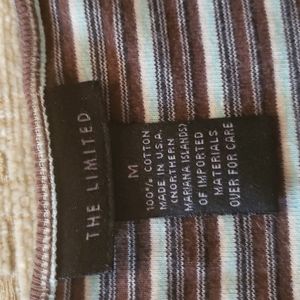 THE LIMITED
M
100% COTTON
MADE IN U.S.A.
(NORTHERN
MARIANA ISLANDS)
OF IMPORTED
MATERIALS
OVER FOR CARE